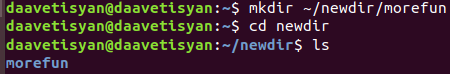 daavetisyan@daavetisyan:~$ mkdir ~/newdir/morefun
daavetisyan@daavetisyan:~$ cd newdir
daavetisyan@daavetisyan:~/newdir$ ls
morefun